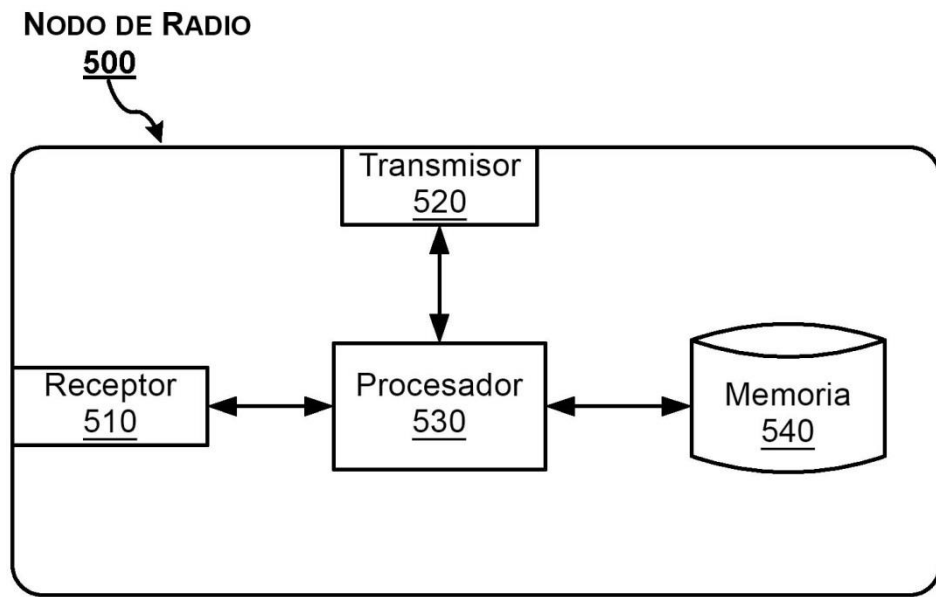 NODO DE RADIO
500
Transmisor
520
Receptor
510
Procesador
530
Memoria
540